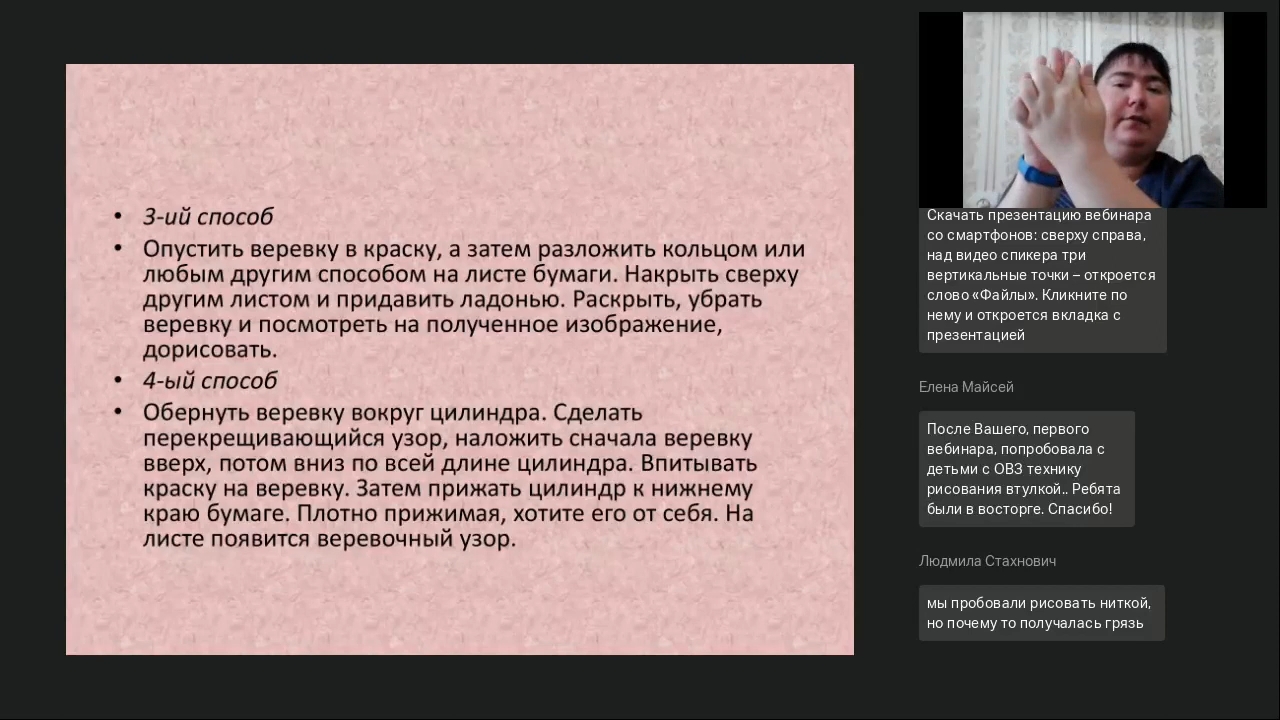 • 3-ий способ
• Опустить веревку в краску, а затем разложить кольцом или
любым другим способом на листе бумаги. Накрыть сверху
другим листом и придавить ладонью. Раскрыть, убрать
веревку и посмотреть на полученное изображение,
дорисовать.
• 4-ый способ
• Обернуть веревку вокруг цилиндра. Сделать
перекрещивающийся узор, наложить сначала веревку
вверх, потом вниз по всей длине цилиндра. Впитывать
краску на веревку. Затем прижать цилиндр к нижнему
краю бумаге. Плотно прижимая, хотите его от себя. На
листе появится веревочный узор.
Скачать презентацию вебинара
со смартфонов: сверху справа,
над видео спикера три
вертикальные точки – откроется
слово «Файлы». Кликните по
нему и откроется вкладка с
презентацией
Елена Майсей
После Вашего, первого
вебинара, попробовала с
детьми с ОВЗ технику
рисования втулкой.. Ребята
были в восторге. Спасибо!
Людмила Стахнович
мы пробовали рисовать ниткой,
но почему то получалась грязь